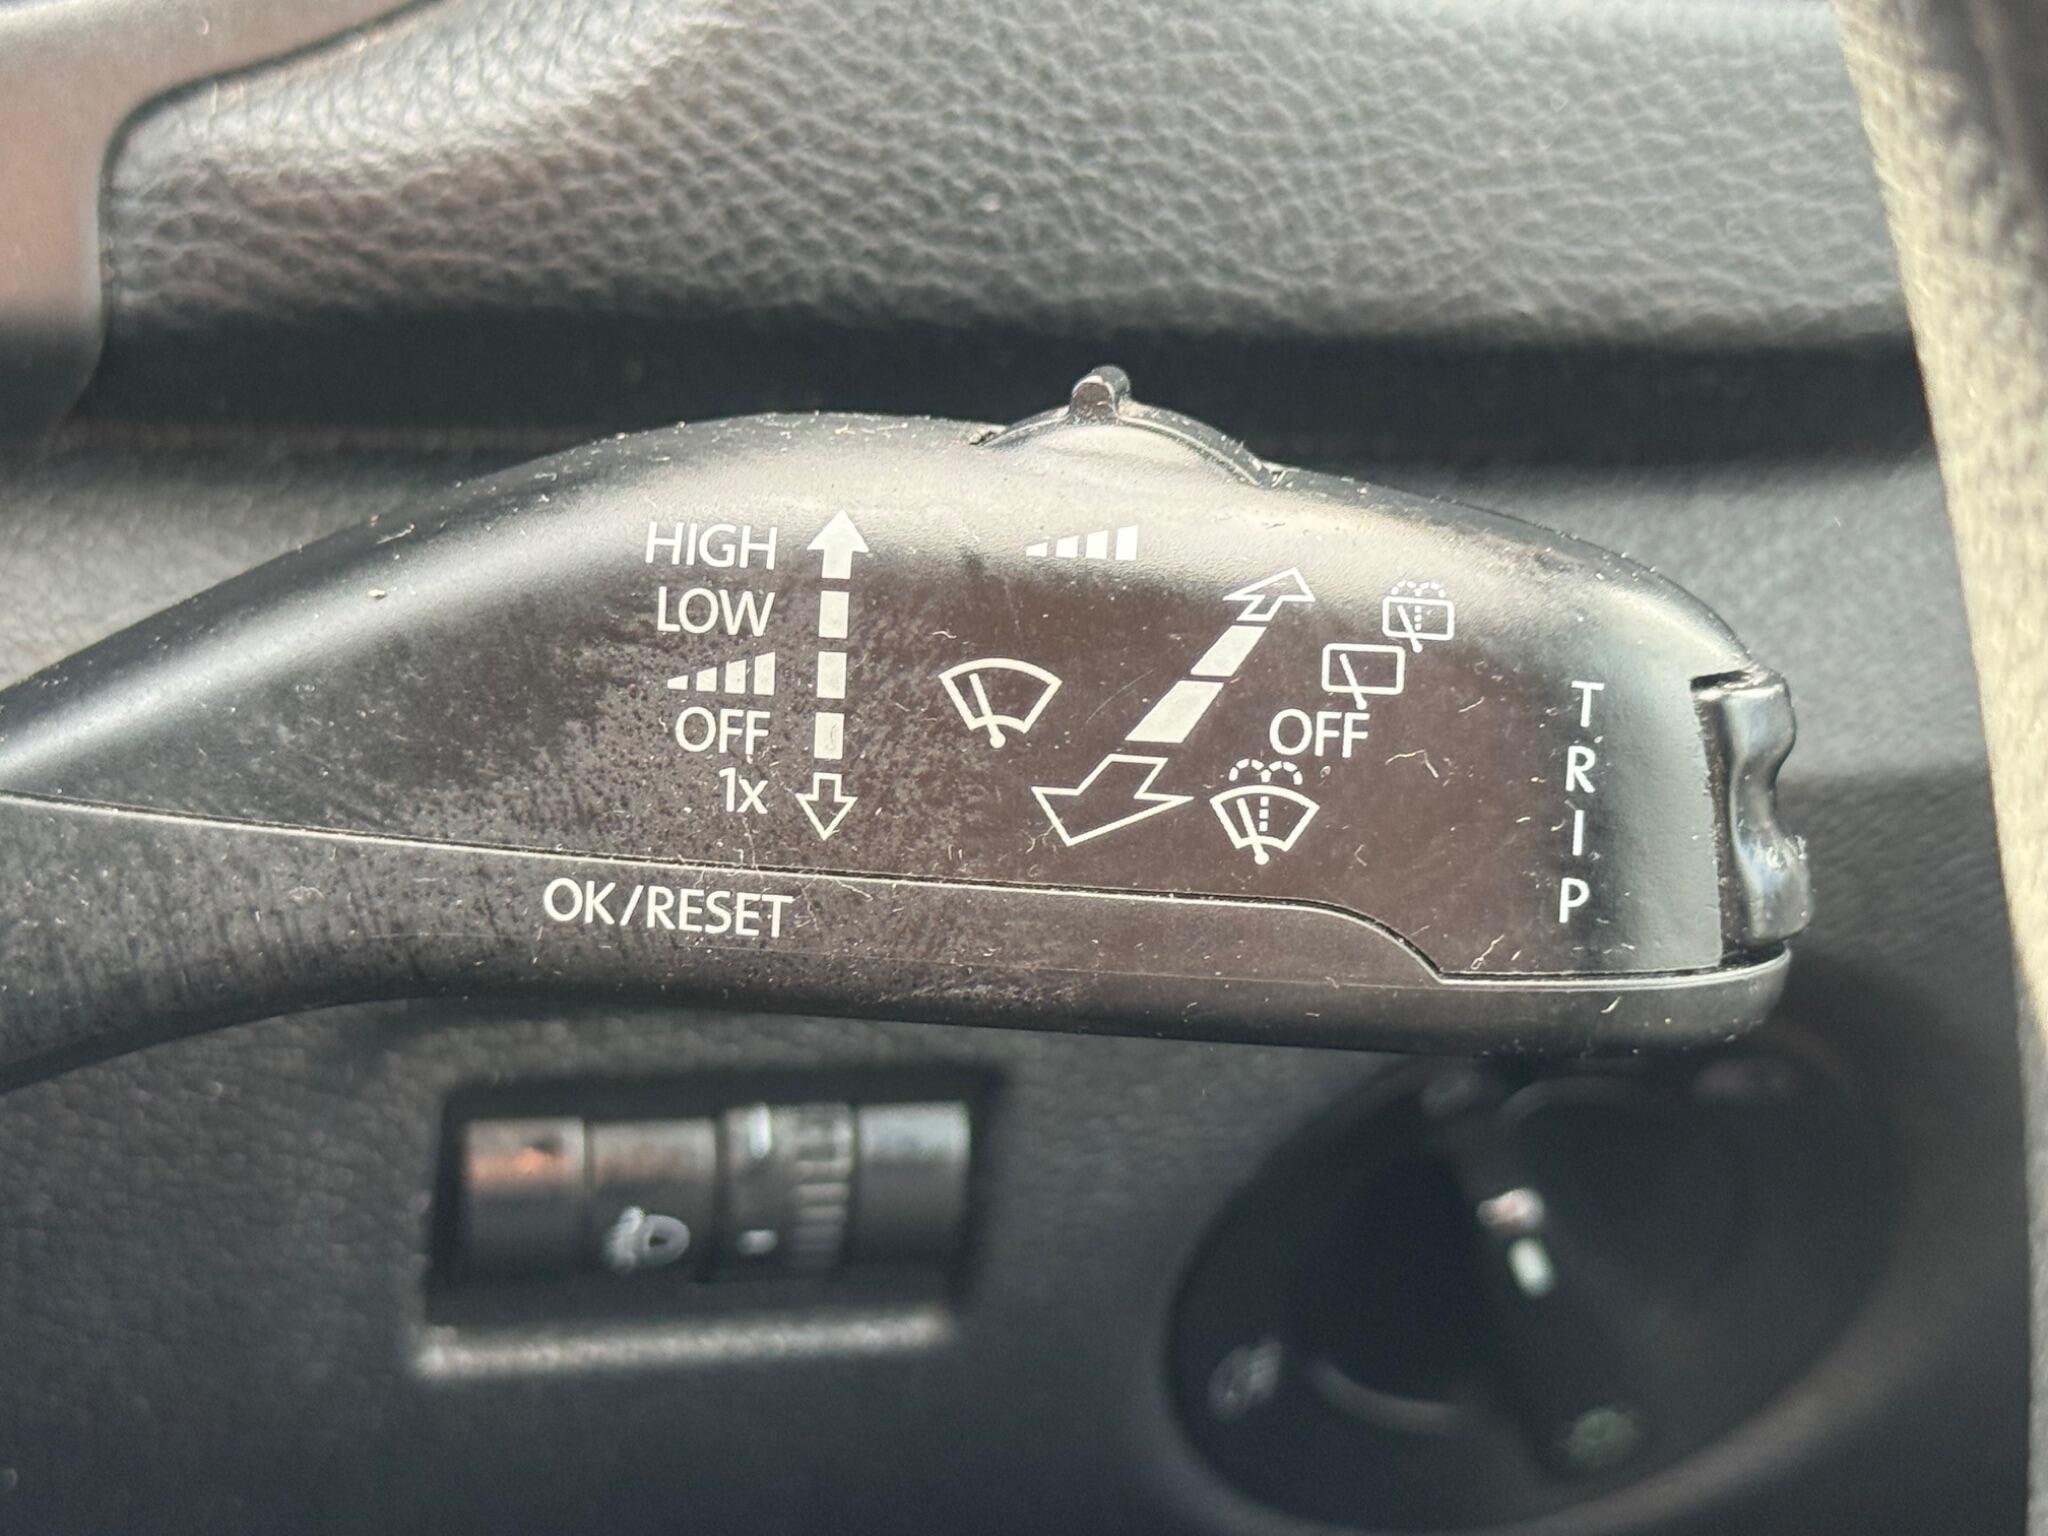 HIGH
LOW
OFF
1x
OFF
TRIP
OK/RESET